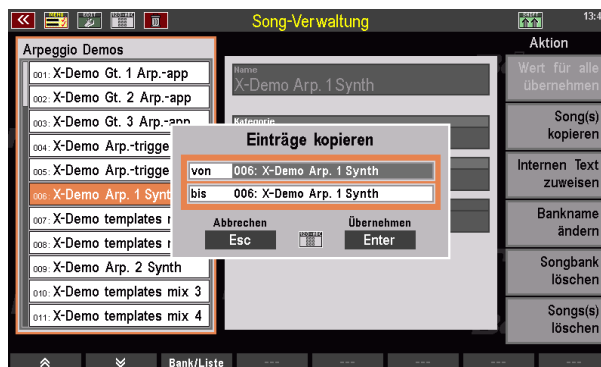 Song-Verwaltung
13:4
Arpeggio Demos
001: X-Demo Gt. 1 Arp.-app
002: X-Demo Gt. 2 Arp.-app
003: X-Demo Gt. 3 Arp.-app
004: X-Demo Arp.-trigge
005: X-Demo Arp.-trigge
006: X-Demo Arp. 1 Synt
007: X-Demo templates
008: X-Demo templates
009: X-Demo Arp. 2 Synth
010: X-Demo templates mix 3
011: X-Demo templates mix 4
Name
X-Demo Arp. 1 Synth
Kategorie
Einträge kopieren
von 006: X-Demo Arp. 1 Synth
bis 006: X-Demo Arp. 1 Synth
Abbrechen
Esc
Übernehmen
Enter
Aktion
Wert für alle
übernehmen
Song(s)
kopieren
Internen Text
zuweisen
Bankname
ändern
Songbank
löschen
Songs(s)
löschen
Bank/Liste
---
---
---
---
---